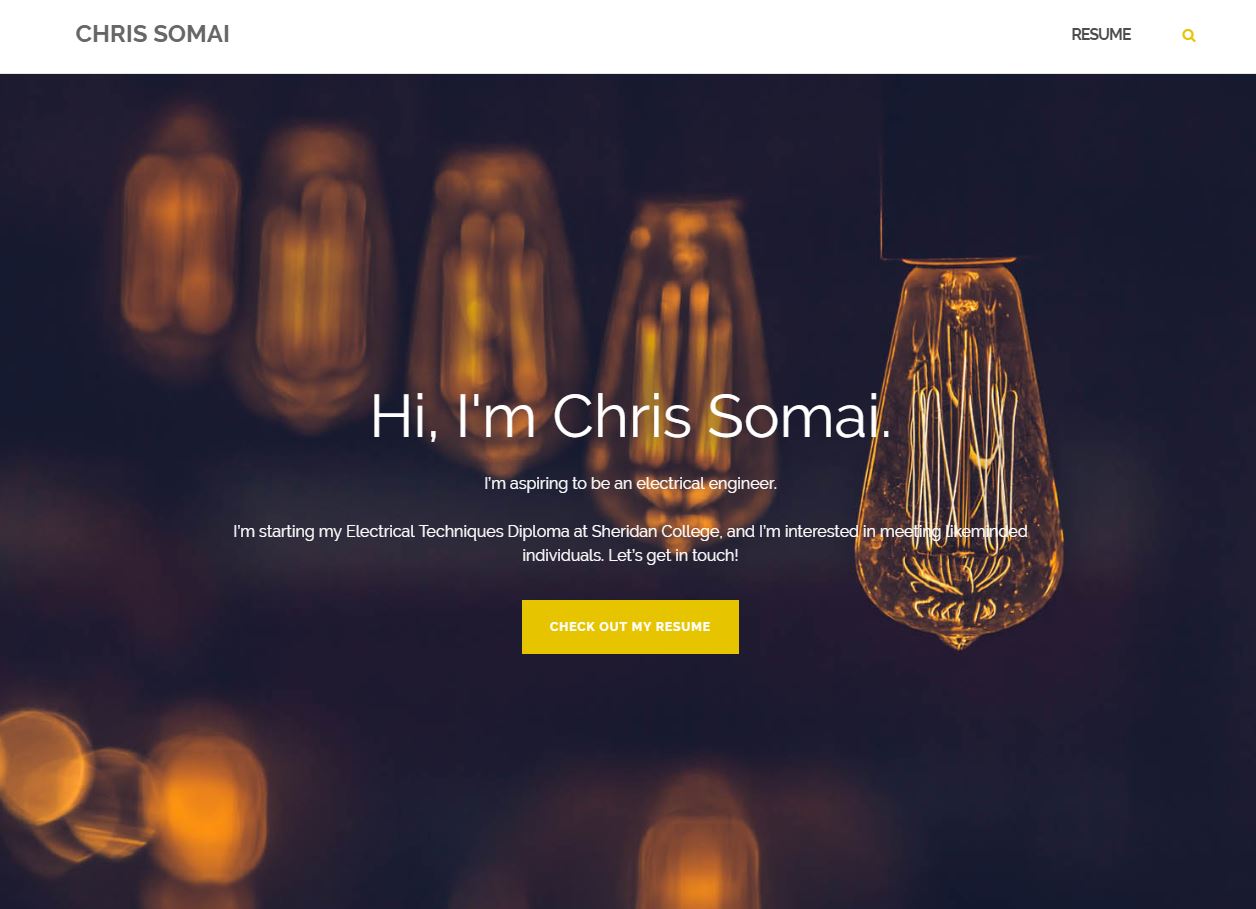 CHRIS SOMAI
RESUME
Hi, I'm Chris Somai.
I'm aspiring to be an electrical engineer.
I'm starting my Electrical Techniques Diploma at Sheridan College, and I'm interested in meeting likeminded
individuals. Let's get in touch!
CHECK OUT MY RESUME